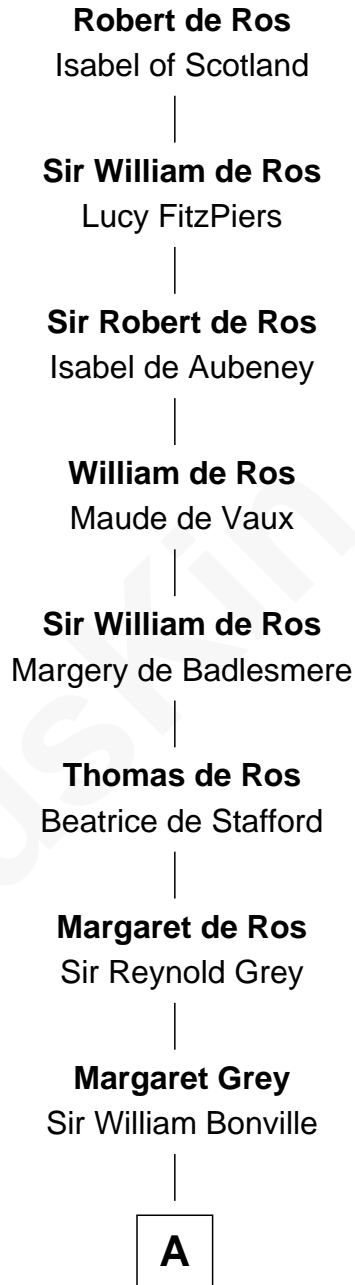 Robert de Ros
Isabel of Scotland
Sir William de Ros
Lucy FitzPiers
Sir Robert de Ros
Isabel de Aubeney
William de Ros
Maude de Vaux
Sir William de Ros
Margery de Badlesmere
Thomas de Ros
Beatrice de Stafford
Margaret de Ros
Sir Reynold Grey
Margaret Grey
Sir William Bonville
A